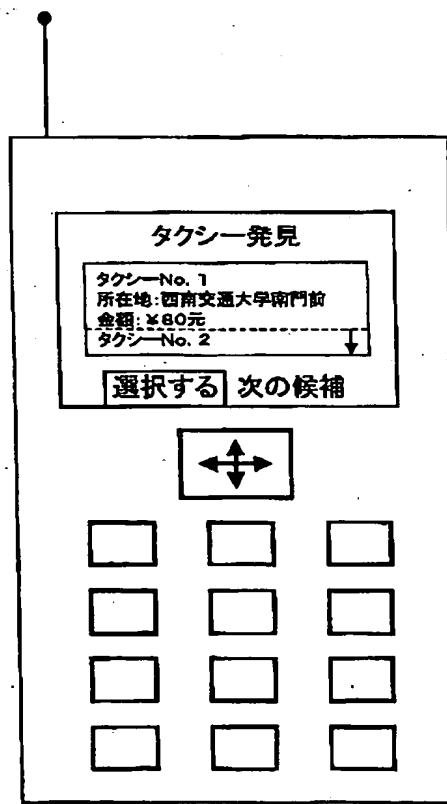 タクシー発見
タクシーNo. 1
所在地:西南交通大学南門前
金額:¥80元
タクシーNo. 2
選択する 次の候補